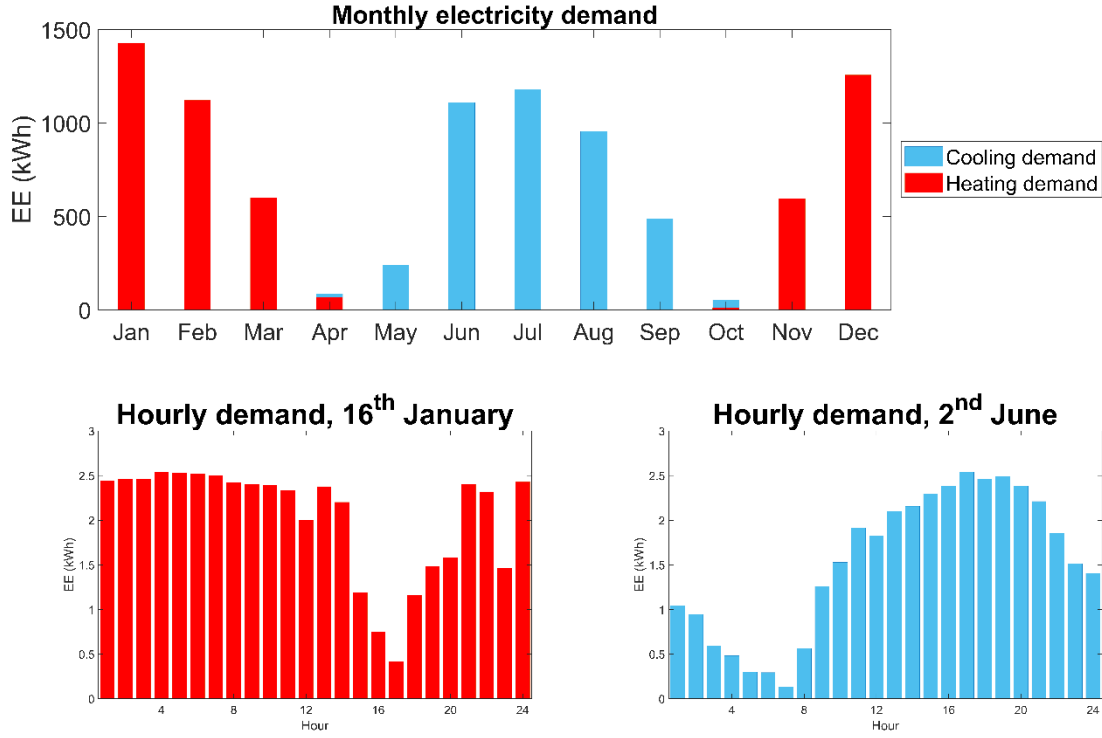 Monthly electricity demand
1500
1000
500
0
EE (kWh)
Jan Feb Mar Apr May Jun Jul Aug Sep Oct Nov Dec
Cooling demand
Heating demand
Hourly demand, 16th January
3
2.5
2
1.5
1
0.5
0
EE (kWh)
4 8 12 16 20 24
Hour
Hourly demand, 2nd June
3
2.5
2
1.5
1
0.5
0
EE (kWh)
4 8 12 16 20 24
Hour